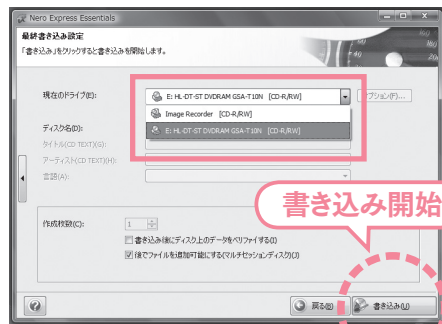 Nero Express Essentials
最終書き込み設定
「書き込み」をクリックすると書き込みを開始します。
現在のドライブ(E):
E: HL-DT-ST DVDRAM GSA-T10N [CD-R/RW]
オプション(F)...
Image Recorder [CD-R/RW]
E: HL-DT-ST DVDRAM GSA-T10N [CD-R/RW]
ディスク名(D):
タイトル(CD TEXT)(G):
アーティスト(CD TEXT)(H):
言語(A):
書き込み開始
作成枚数(C):
1
書き込み後にディスク上のデータをベリファイする(I)
後でファイルを追加可能にする(マルチセッションディスク)(J)
戻る(B)
書き込み(U)